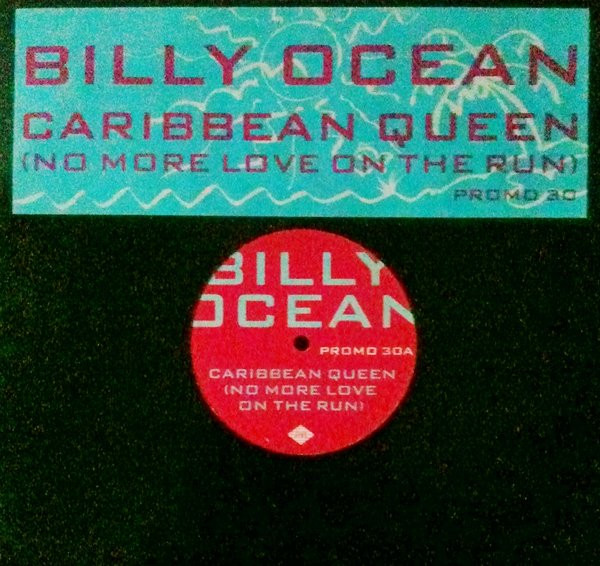 BILLY OCEAN
CARIBBEAN QUEEN
(NO MORE LOVE ON THE RUN)
PROMO 30
BILLY
OCEAN
PROMO 30A
CARIBBEAN QUEEN
(NO MORE LOVE
ON THE RUN)